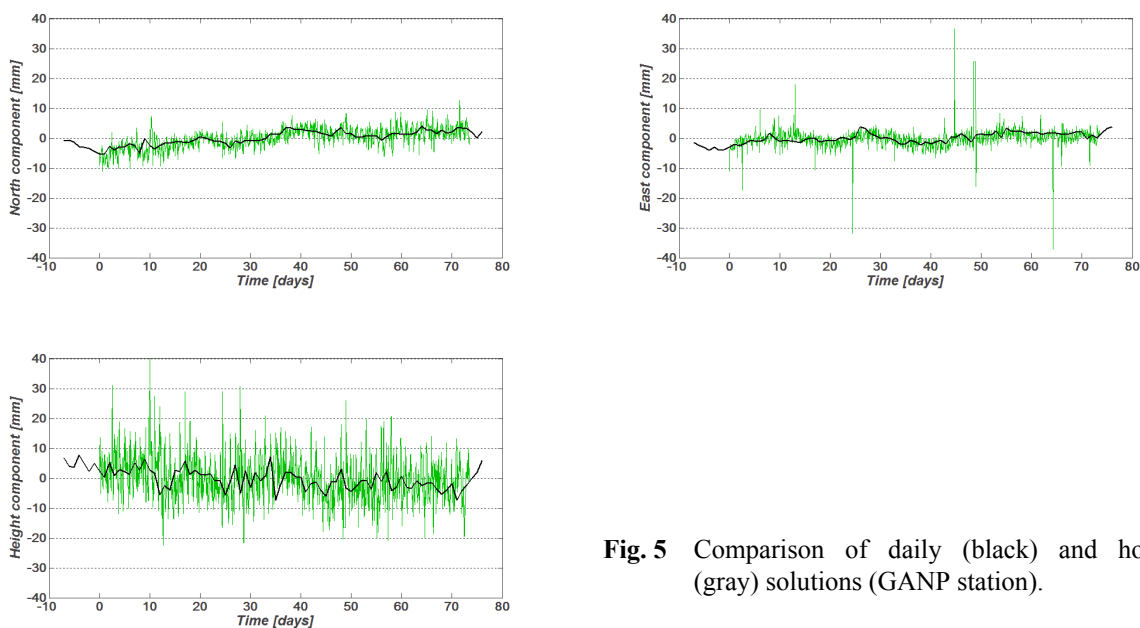 40
30
20
10
0
-10
-20
-30
-40
North component [mm]
-10 0 10 20 30 40 50 60 70 80
Time [days]
40
30
20
10
0
-10
-20
-30
-40
East component [mm]
-10 0 10 20 30 40 50 60 70 80
Time [days]
40
30
20
10
0
-10
-20
-30
-40
Height component [mm]
-10 0 10 20 30 40 50 60 70 80
Time [days]
Fig. 5 Comparison of daily (black) and ho
(gray) solutions (GANP station).